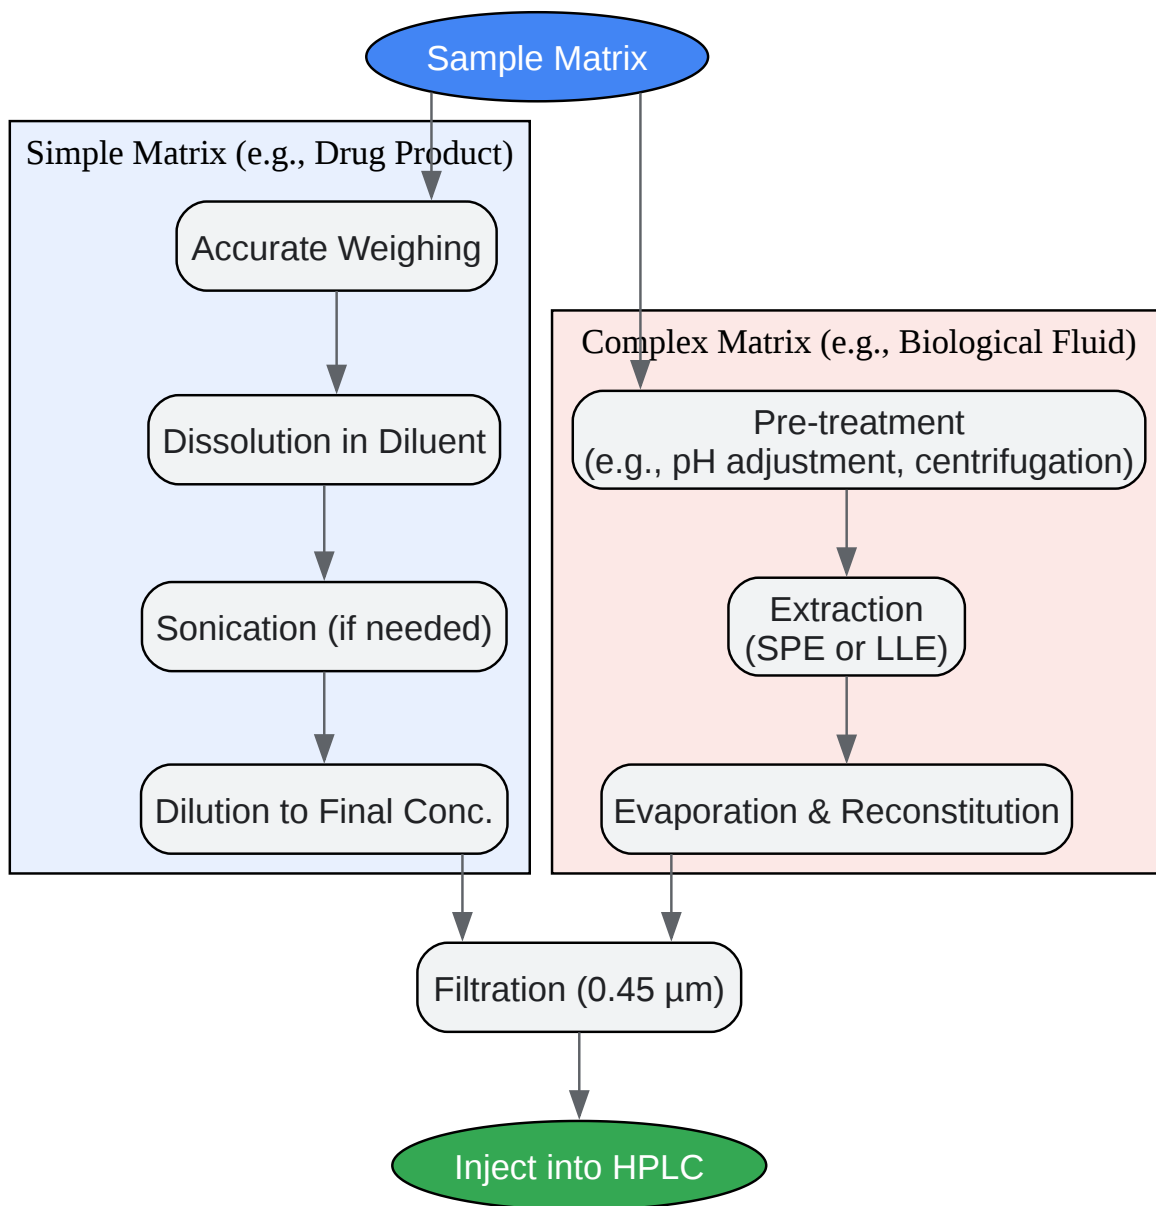 Sample Matrix
Simple Matrix (e.g., Drug Product)
Accurate Weighing
Dissolution in Diluent
Sonication (if needed)
Dilution to Final Conc.
Complex Matrix (e.g., Biological Fluid)
Pre-treatment
(e.g., pH adjustment, centrifugation)
Extraction
(SPE or LLE)
Evaporation & Reconstitution
Filtration (0.45 µm)
Inject into HPLC